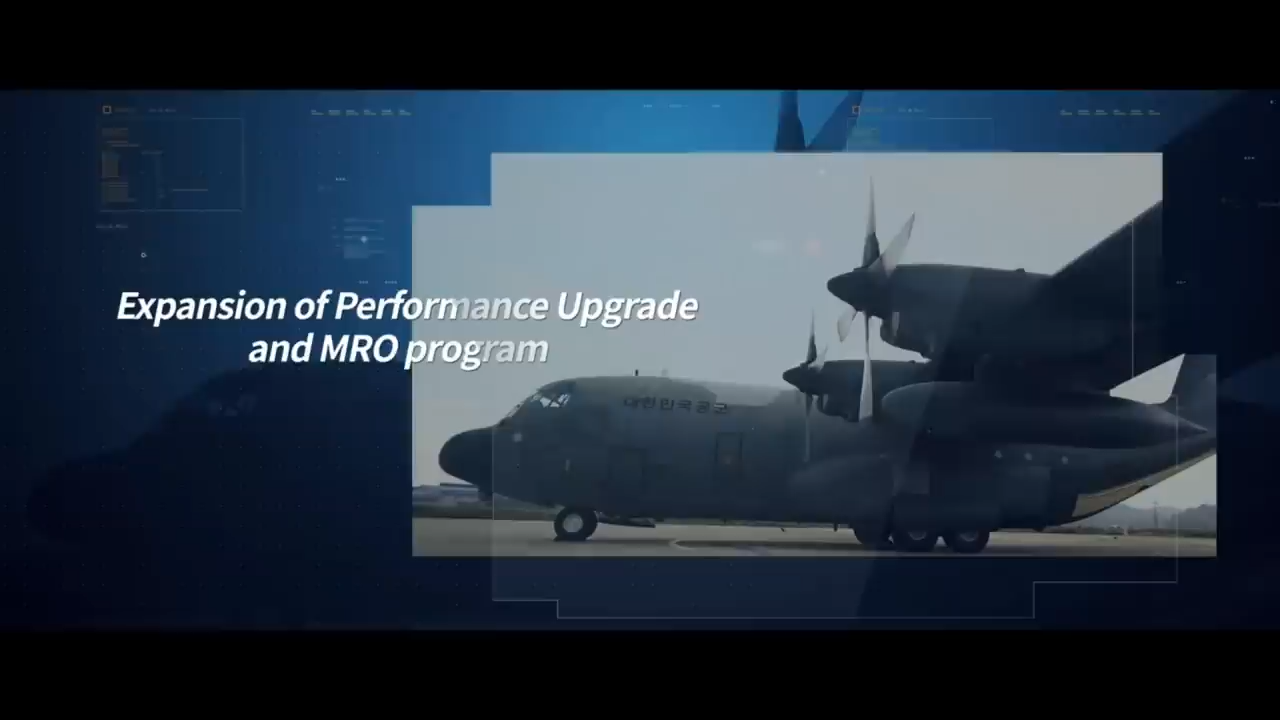 Expansion of Performance Upgrade
and MRO program
대한민국공군